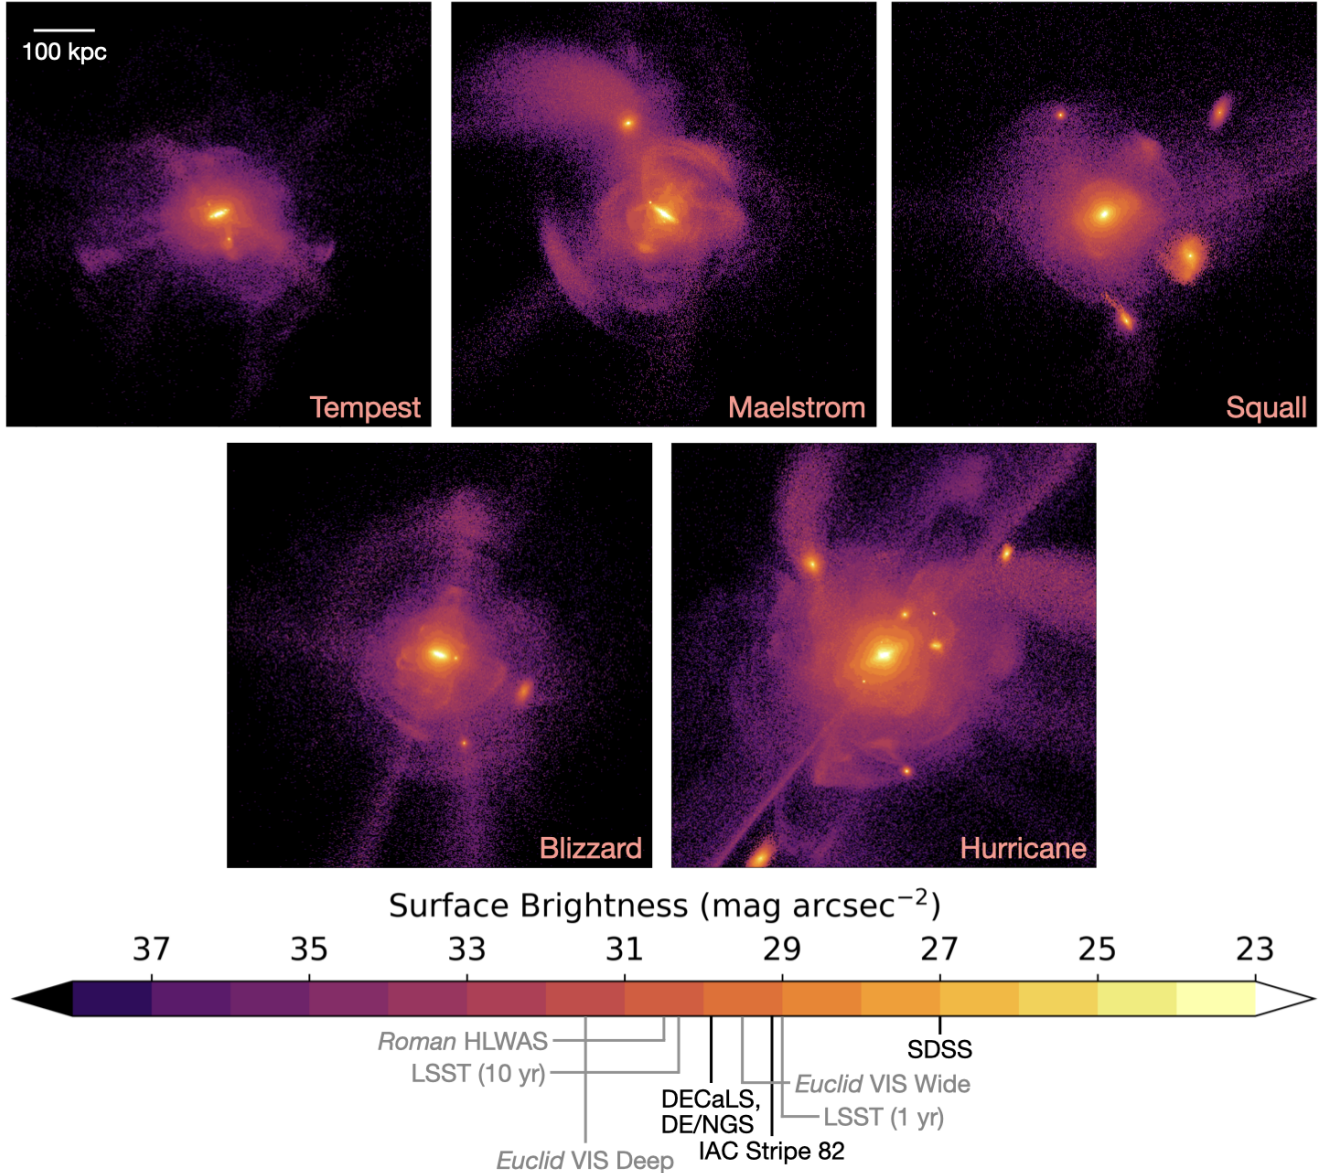 100 kpc
Tempest
Maelstrom
Squall
Blizzard
Hurricane
Surface Brightness (mag arcsec⁻²)
37 35 33 31 29 27 25 23
Roman HLWAS
SDSS
LSST (10 yr)
Euclid VIS Wide
DECaLS,
DE/NGS
LSST (1 yr)
IAC Stripe 82
Euclid VIS Deep